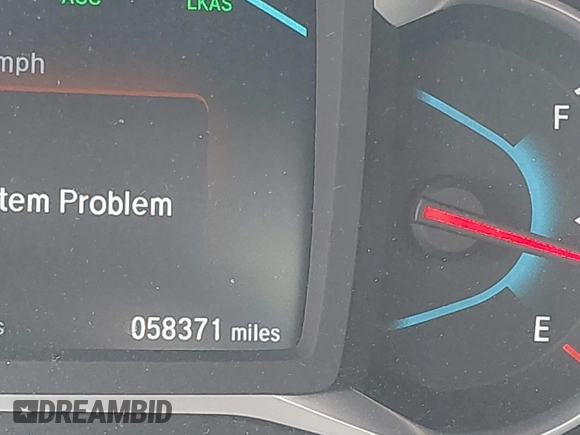 LKAS
mph
tem Problem
058371 miles
F
E
DREAMBID